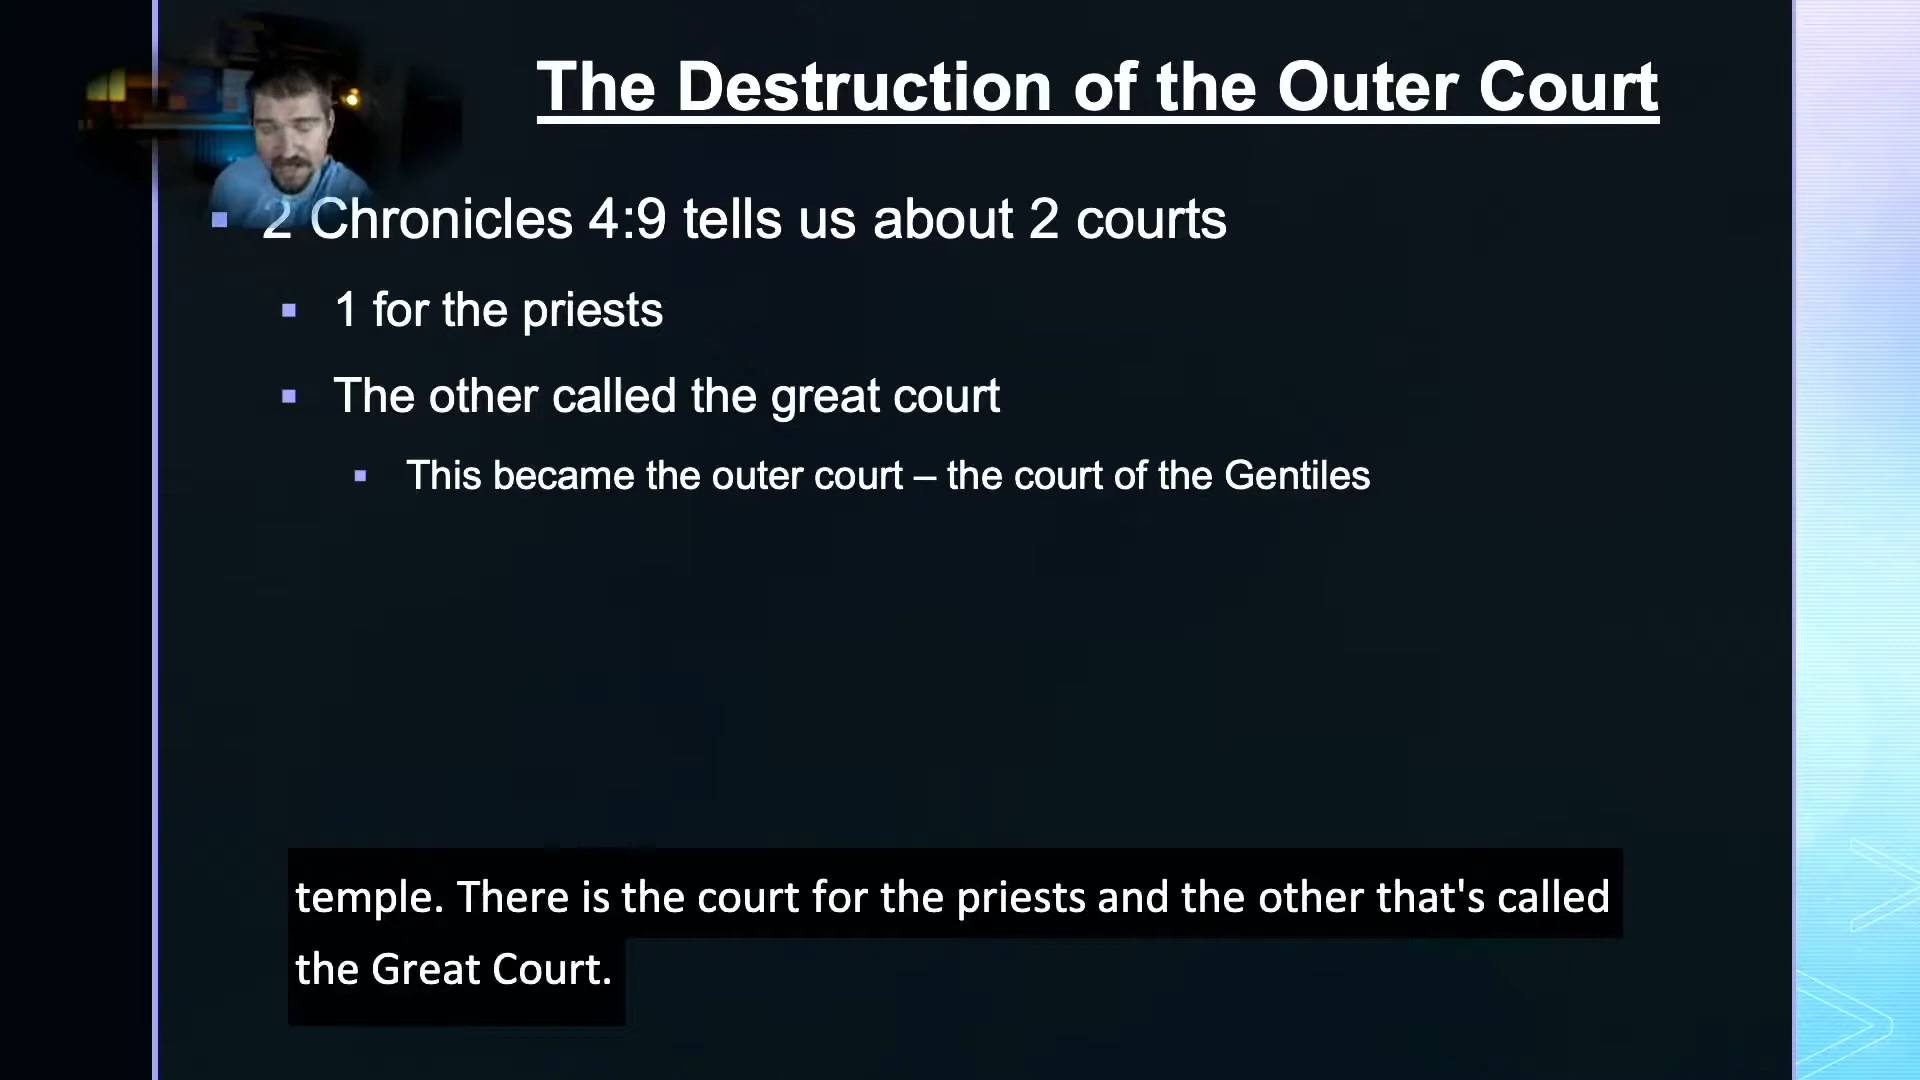 The Destruction of the Outer Court
2 Chronicles 4:9 tells us about 2 courts
1 for the priests
The other called the great court
This became the outer court – the court of the Gentiles
temple. There is the court for the priests and the other that's called
the Great Court.